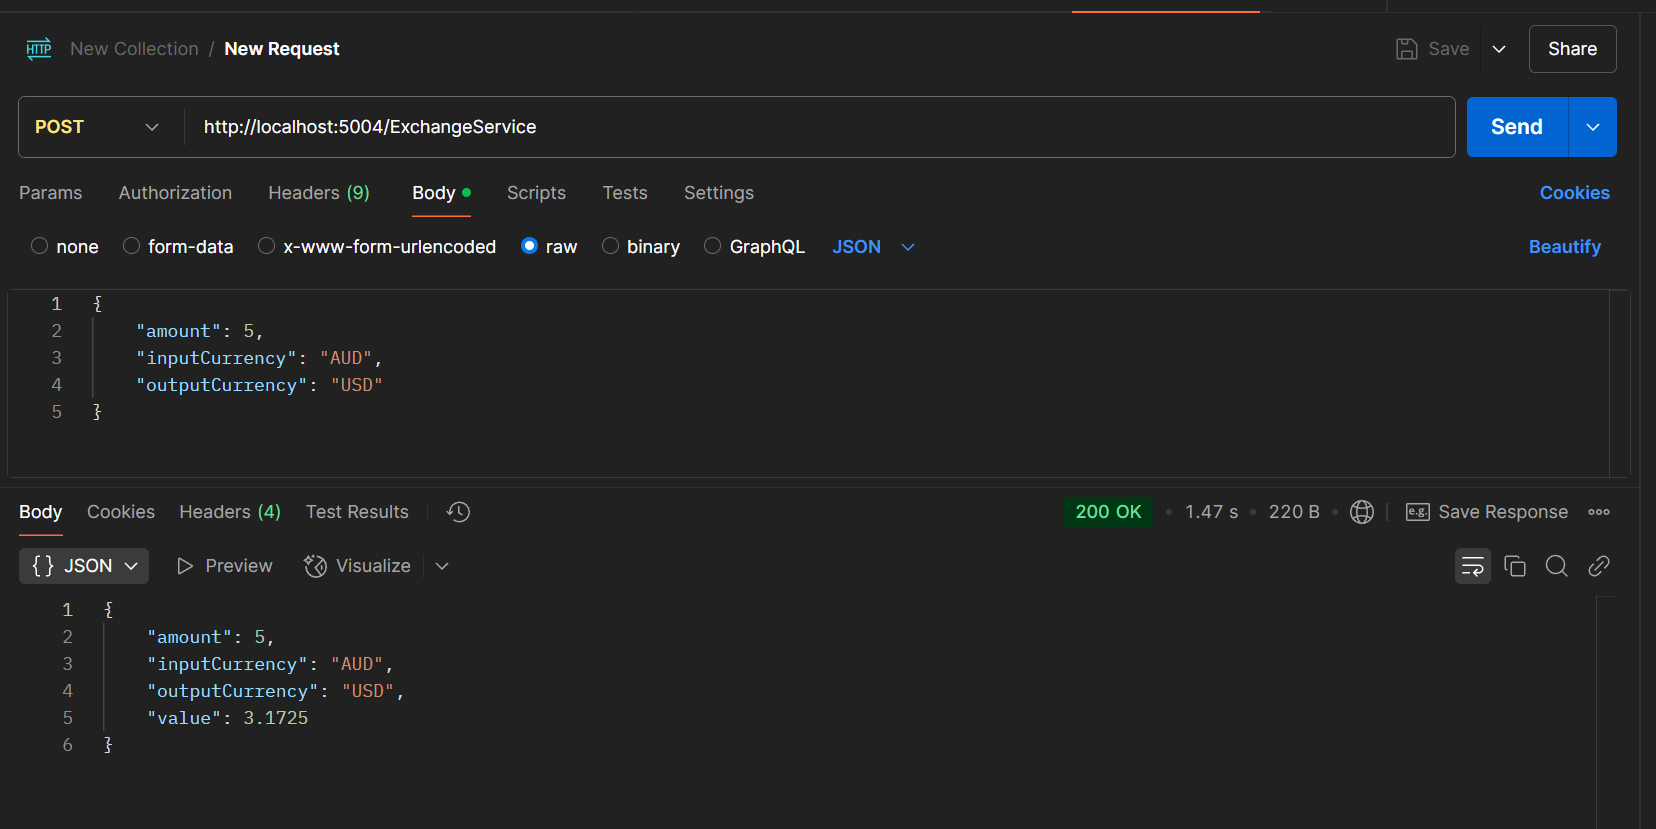 HTTP New Collection / New Request Save Share
POST http://localhost:5004/ExchangeService Send
Params Authorization Headers (9) Body Scripts Tests Settings Cookies
none form-data x-www-form-urlencoded raw binary GraphQL JSON Beautify
1 {
2 "amount": 5,
3 "inputCurrency": "AUD",
4 "outputCurrency": "USD"
5 }
Body Cookies Headers (4) Test Results 200 OK • 1.47 s • 220 B • e.g. Save Response
{} JSON Preview Visualize
1 {
2 "amount": 5,
3 "inputCurrency": "AUD",
4 "outputCurrency": "USD",
5 "value": 3.1725
6 }